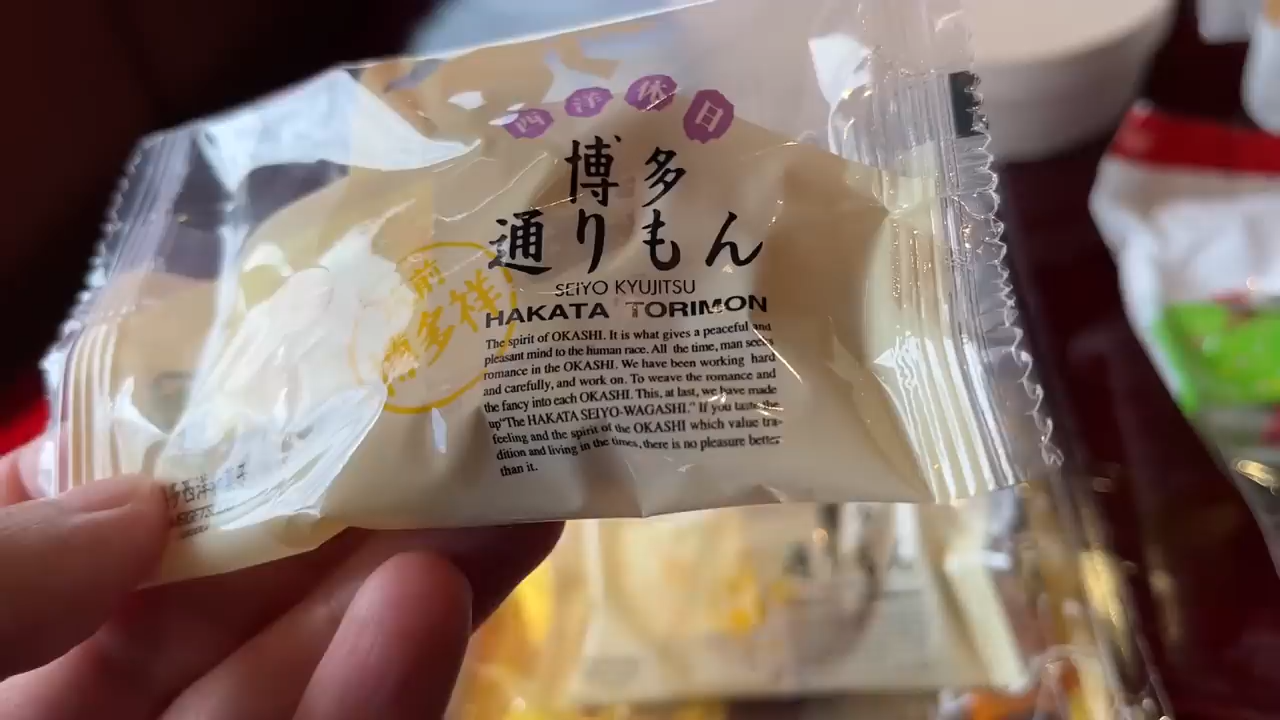 西洋休日
博多
通りもん
SEIYO KYUJITSU
HAKATA TORIMON
The spirit of OKASHI. It is what gives a peaceful and
pleasant mind to the human race. All the time, man seeks
romance in the OKASHI. We have been working hard
and carefully, and work on. To weave the romance and
the fancy into each OKASHI. This, at last, we have made
up"The HAKATA SEIYO-WAGASHI." If you taste the
feeling and the spirit of the OKASHI which value tra-
dition and living in the times, there is no pleasure better
than it.